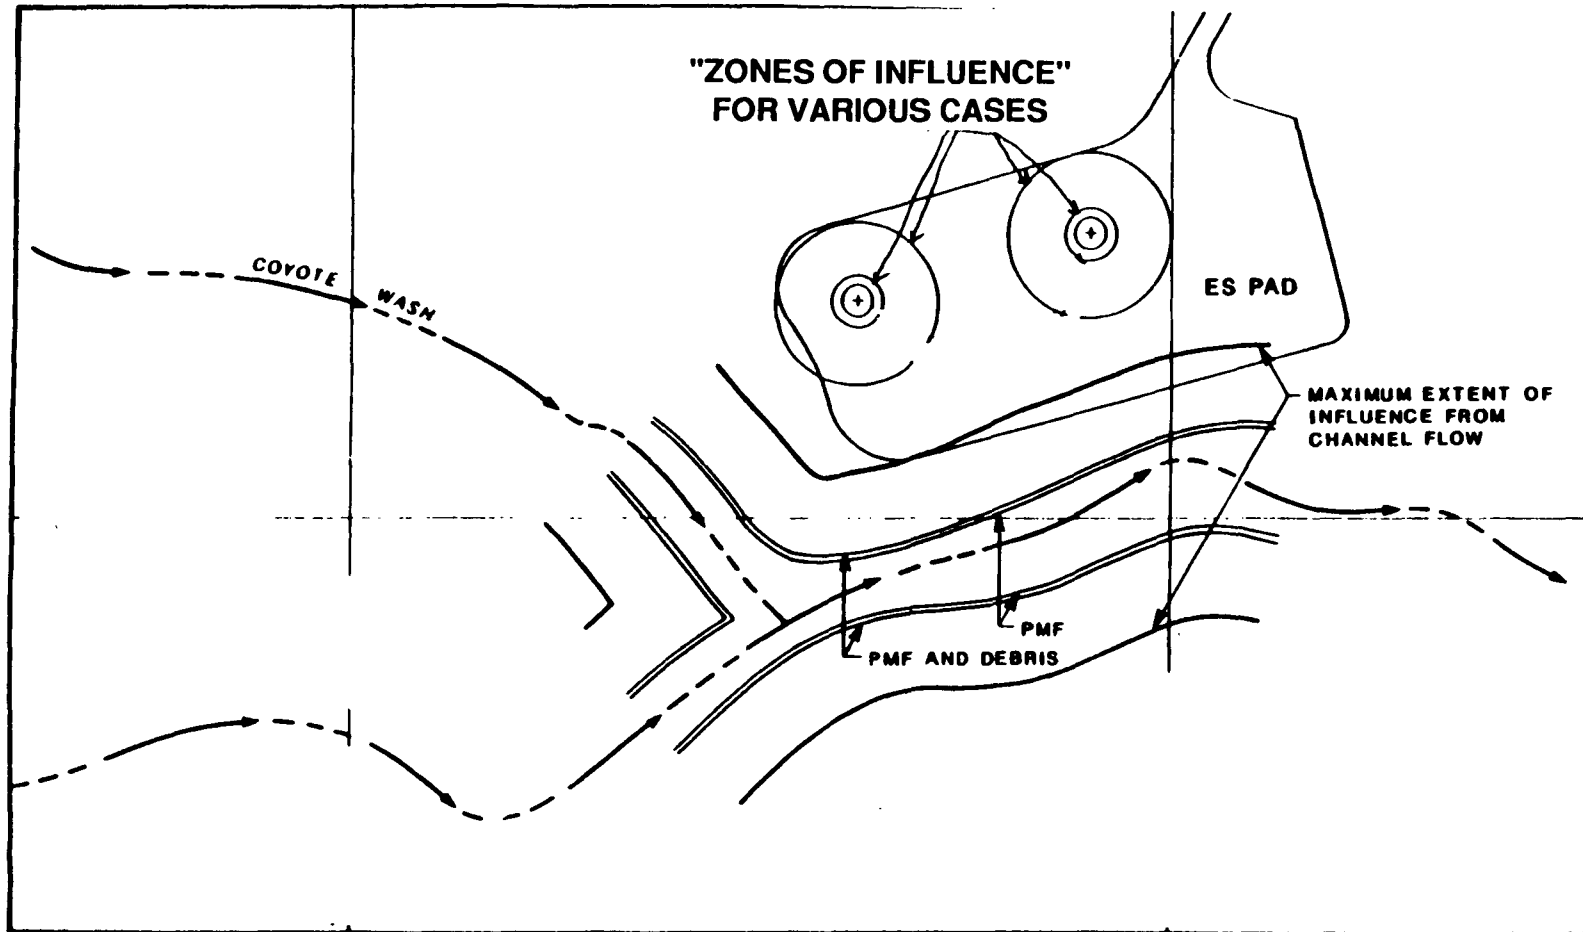 "ZONES OF INFLUENCE"
FOR VARIOUS CASES
COYOTE WASH
ES PAD
MAXIMUM EXTENT OF
INFLUENCE FROM
CHANNEL FLOW
PMF
PMF AND DEBRIS